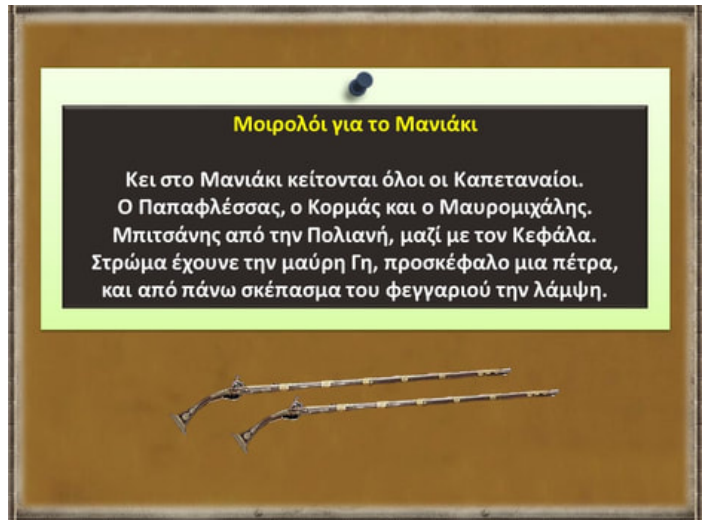 Μοιρολόι για το Μανιάκι
Κει στο Μανιάκι κείτονται όλοι οι Καπεταναίοι.
Ο Παπαφλέσσας, ο Κορμάς και ο Μαυρομιχάλης.
Μπιτσάνης από την Πολιανή, μαζί με τον Κεφάλα.
Στρώμα έχουνε την μαύρη Γη, προσκέφαλο μια πέτρα,
και από πάνω σκέπασμα του φεγγαριού την λάμψη.